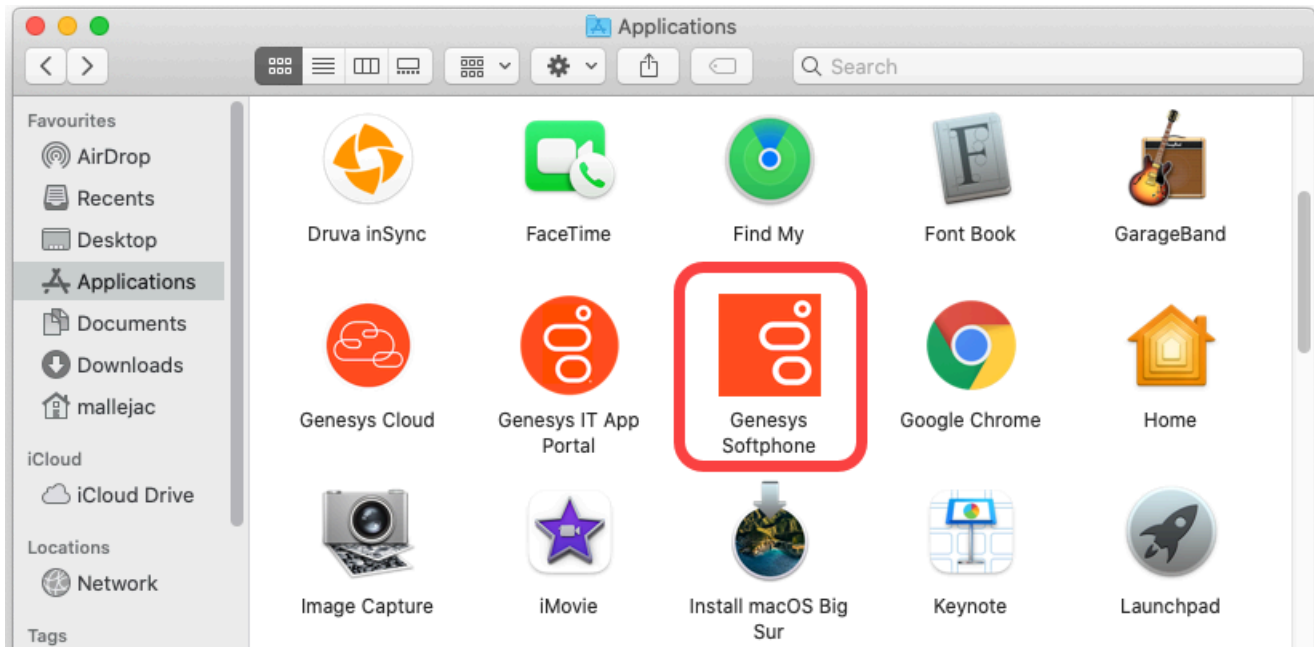 Applications
Search
Favourites
AirDrop
Recents
Desktop
Applications
Documents
Downloads
mallejac
iCloud
iCloud Drive
Locations
Network
Tags
Druva inSync
FaceTime
Find My
Font Book
GarageBand
Genesys Cloud
Genesys IT App
Portal
Genesys
Softphone
Google Chrome
Home
Image Capture
iMovie
Install macOS Big
Sur
Keynote
Launchpad